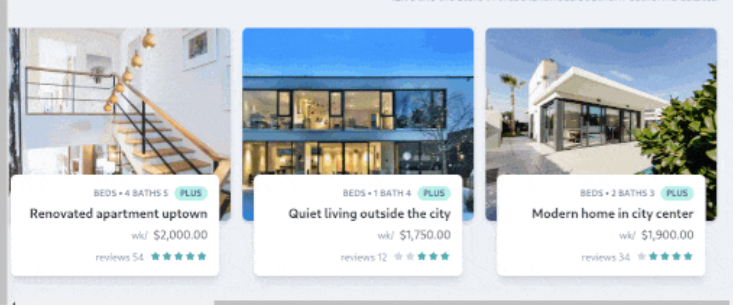 BEDS • 4 BATHS 5 PLUS
Renovated apartment uptown
wk/ $2,000.00
reviews 54
BEDS • 1 BATH 4 PLUS
Quiet living outside the city
wk/ $1,750.00
reviews 12
BEDS • 2 BATHS 3 PLUS
Modern home in city center
wk/ $1,900.00
reviews 34